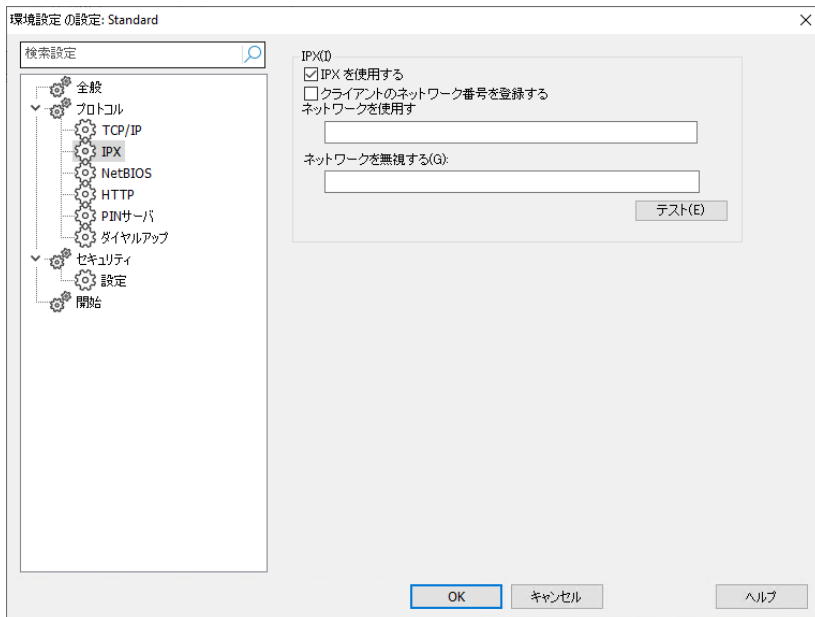 環境設定 の設定: Standard
検索設定
全般
プロトコル
TCP/IP
IPX
NetBIOS
HTTP
PINサーバ
ダイヤルアップ
セキュリティ
設定
開始
IPX(I)
IPX を使用する
クライアントのネットワーク番号を登録する
ネットワークを使用す
ネットワークを無視する(G):
テスト(E)
OK
キャンセル
ヘルプ